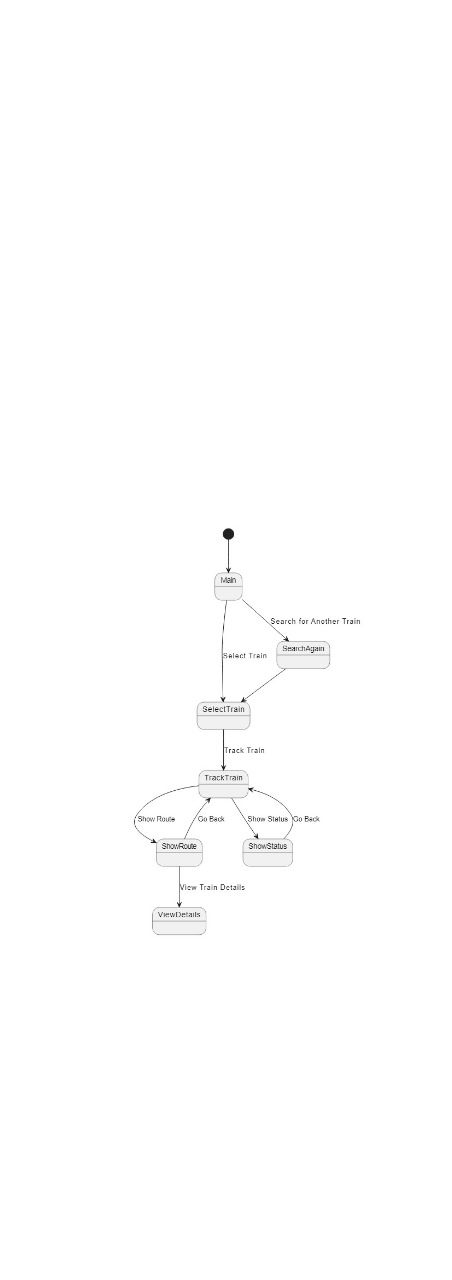 Main
Search for Another Train
SearchAgain
Select Train
SelectTrain
Track Train
TrackTrain
Show Route
Go Back
Show Status
Go Back
ShowRoute
ShowStatus
View Train Details
ViewDetails